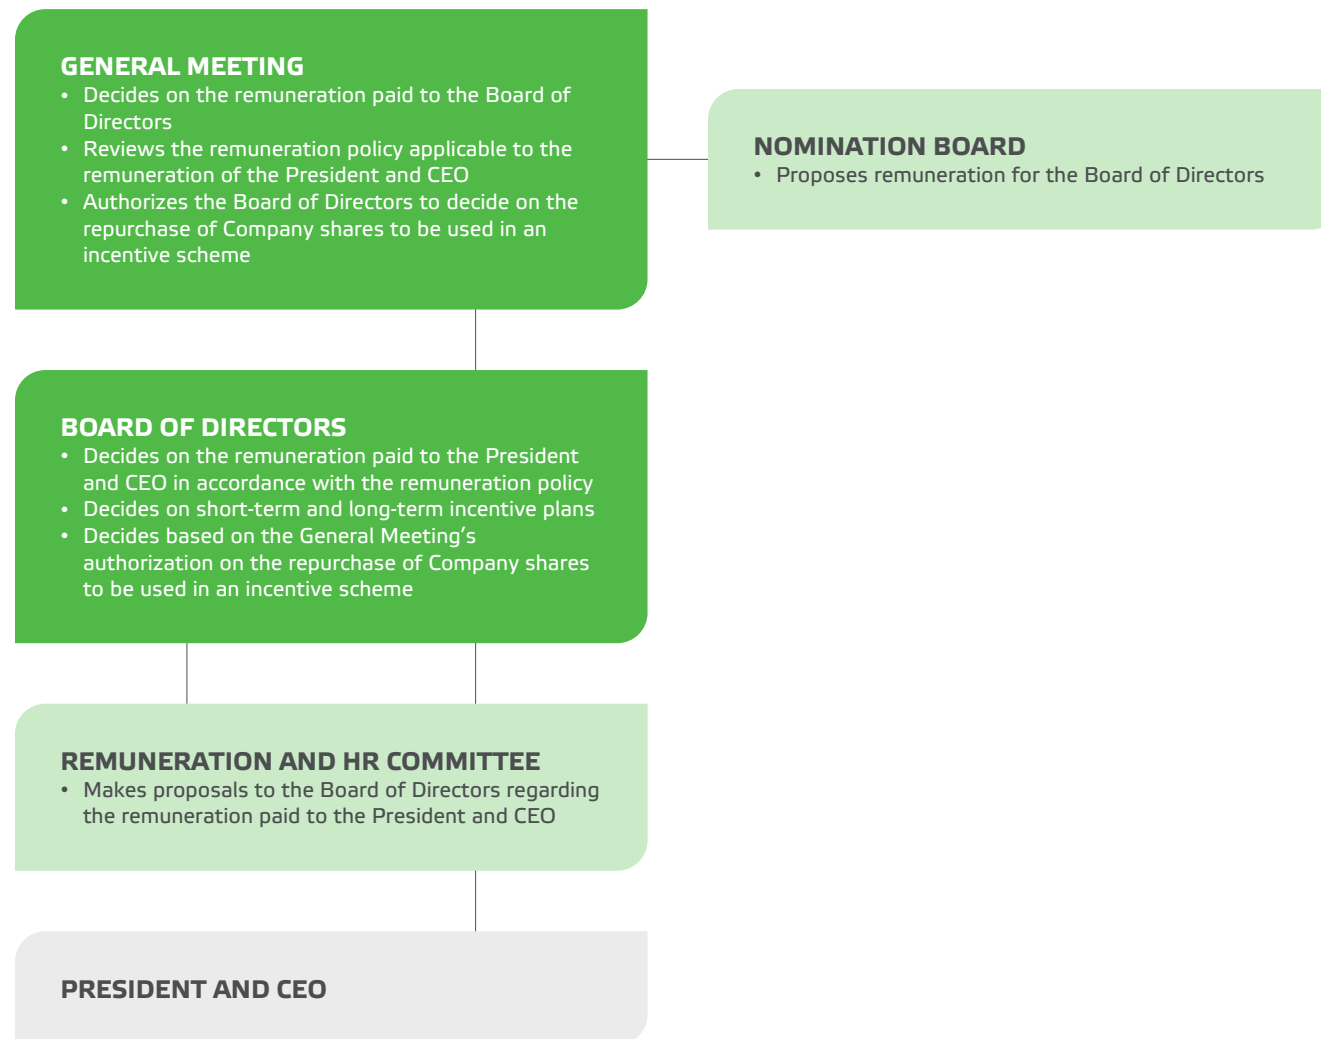 GENERAL MEETING
• Decides on the remuneration paid to the Board of
Directors
• Reviews the remuneration policy applicable to the
remuneration of the President and CEO
• Authorizes the Board of Directors to decide on the
repurchase of Company shares to be used in an
incentive scheme
NOMINATION BOARD
• Proposes remuneration for the Board of Directors
BOARD OF DIRECTORS
• Decides on the remuneration paid to the President
and CEO in accordance with the remuneration policy
• Decides on short-term and long-term incentive plans
• Decides based on the General Meeting’s
authorization on the repurchase of Company shares
to be used in an incentive scheme
REMUNERATION AND HR COMMITTEE
• Makes proposals to the Board of Directors regarding
the remuneration paid to the President and CEO
PRESIDENT AND CEO